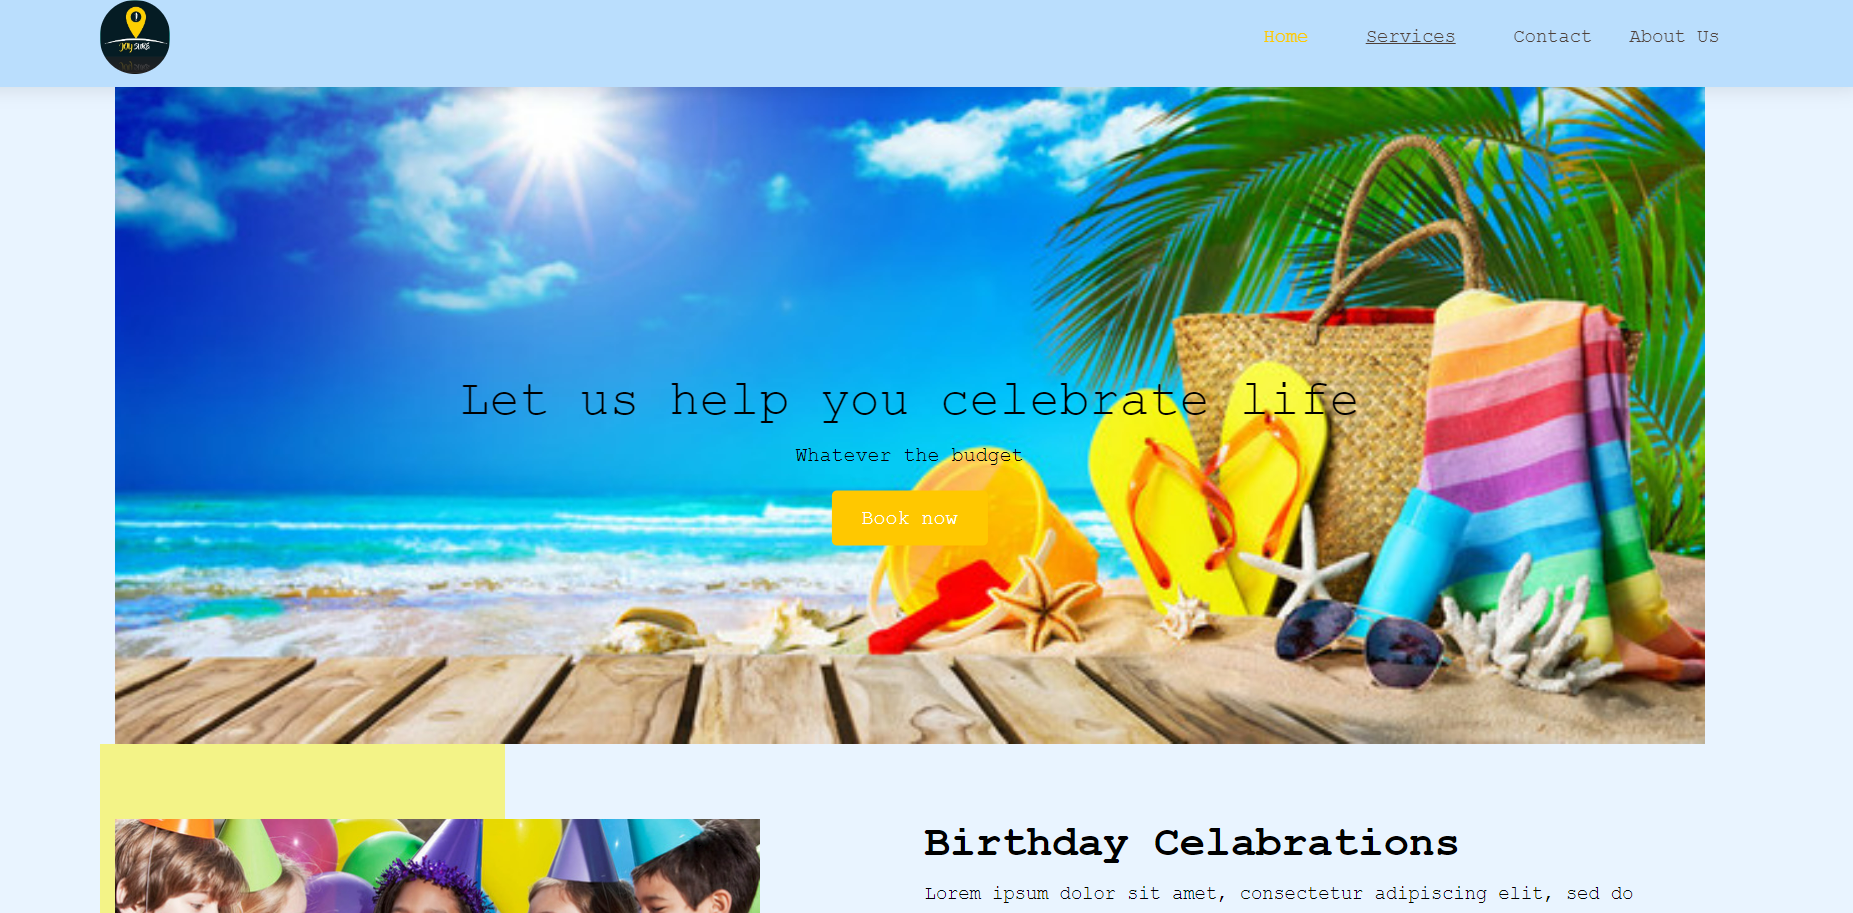 JOY SURE
Home Services Contact About Us
Let us help you celebrate life
Whatever the budget
Book now
Birthday Celabrations
Lorem ipsum dolor sit amet, consectetur adipiscing elit, sed do